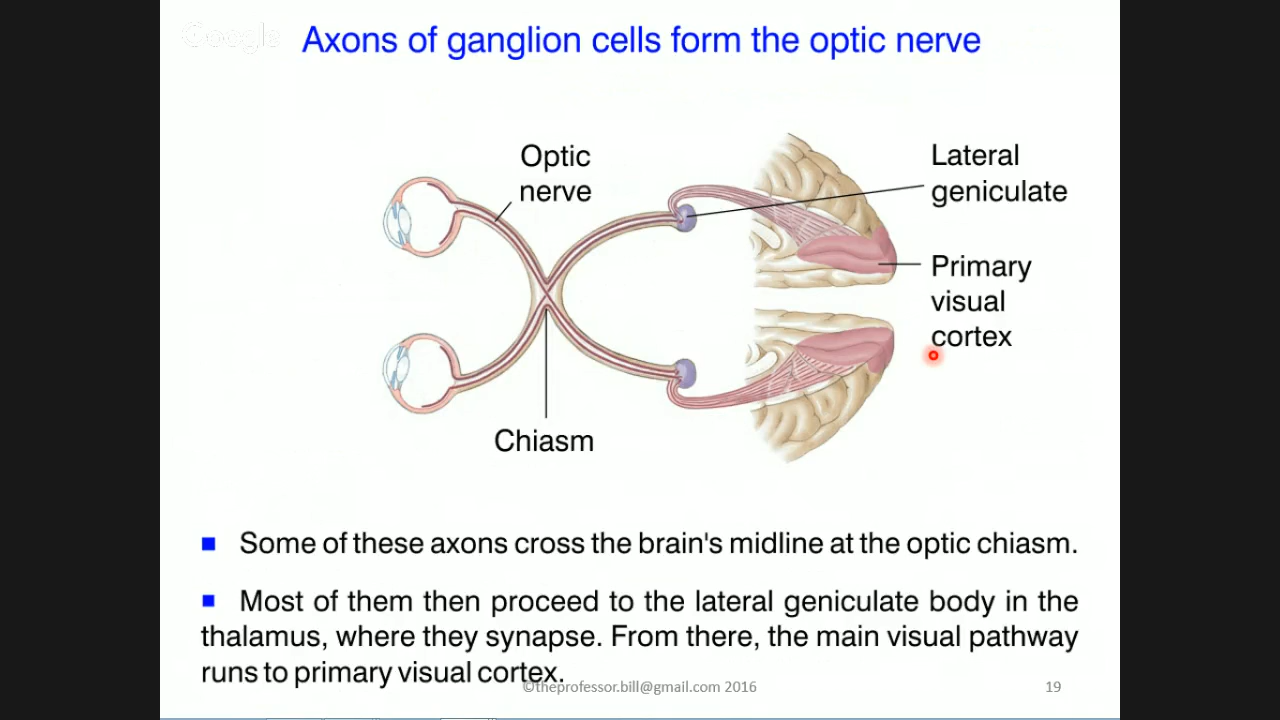 Google
Axons of ganglion cells form the optic nerve
Optic
nerve
Lateral
geniculate
Primary
visual
cortex
Chiasm
Some of these axons cross the brain's midline at the optic chiasm.
Most of them then proceed to the lateral geniculate body in the
thalamus, where they synapse. From there, the main visual pathway
runs to primary visual cortex.
©theprofessor.bill@gmail.com 2016
19